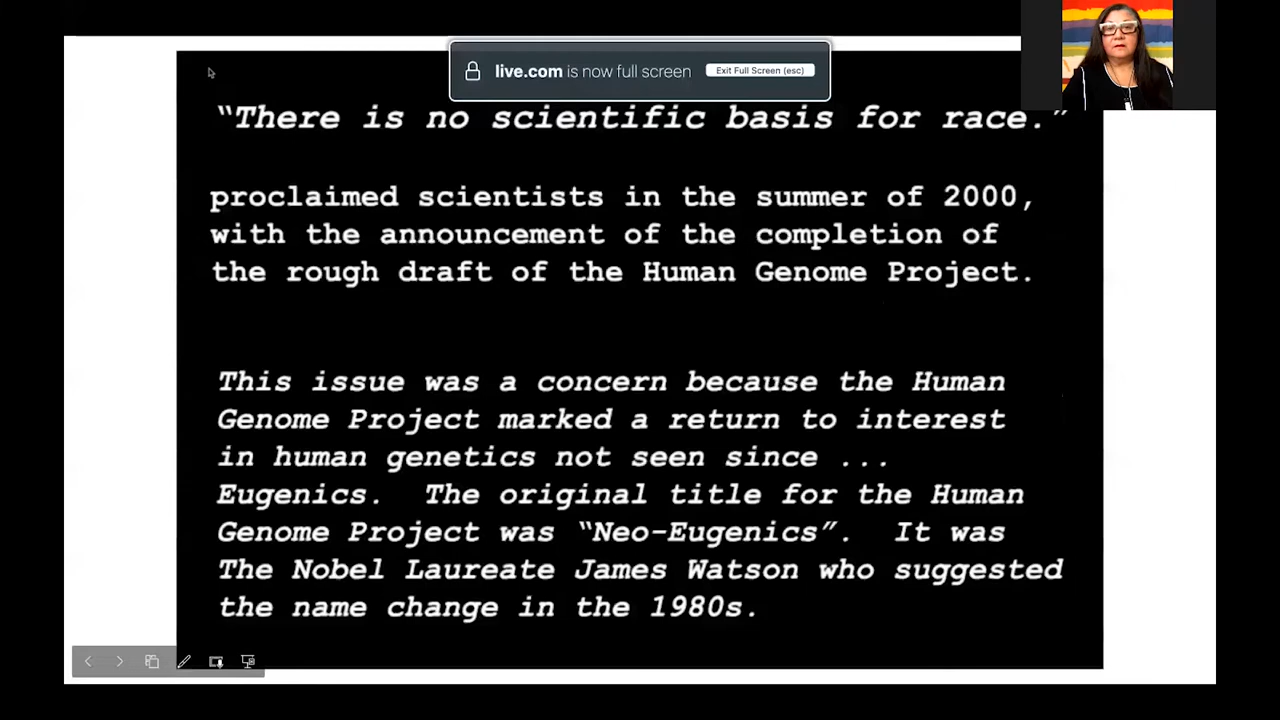 live.com is now full screen
Exit Full Screen (esc)
“There is no scientific basis for race.”
proclaimed scientists in the summer of 2000,
with the announcement of the completion of
the rough draft of the Human Genome Project.
This issue was a concern because the Human
Genome Project marked a return to interest
in human genetics not seen since ...
Eugenics. The original title for the Human
Genome Project was “Neo-Eugenics”. It was
The Nobel Laureate James Watson who suggested
the name change in the 1980s.